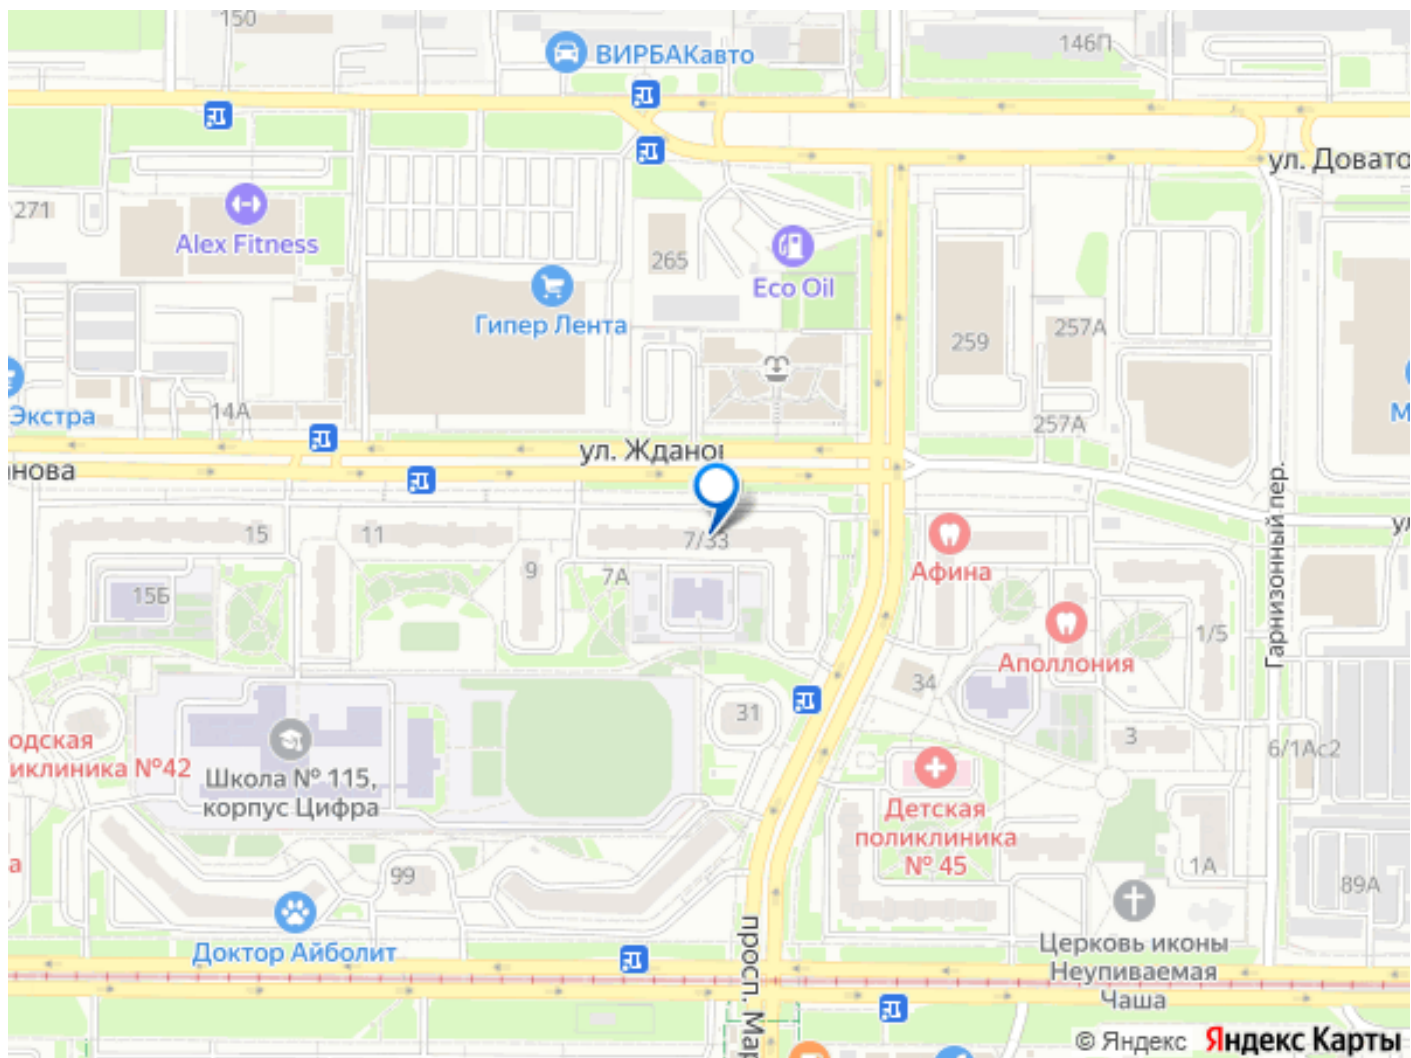 150
146П
ВИРБАКавто
ул. Довато
271
Alex Fitness
265
Eco Oil
Гипер Лента
259
257А
Экстра
14А
257А
М
ул. Жданов
нова
15
11
7/33
Афина
ул
Гарнизонный пер.
9
7А
15Б
1/5
Аполлония
34
31
3
6/1Ас2
одская
иклиника №42
Школа № 115,
корпус Цифра
Детская
поликлиника
№ 45
а
99
1А
89А
Доктор Айболит
просп. Мар
Церковь иконы
Неупиваемая
Чаша
© Яндекс Яндекс Карты